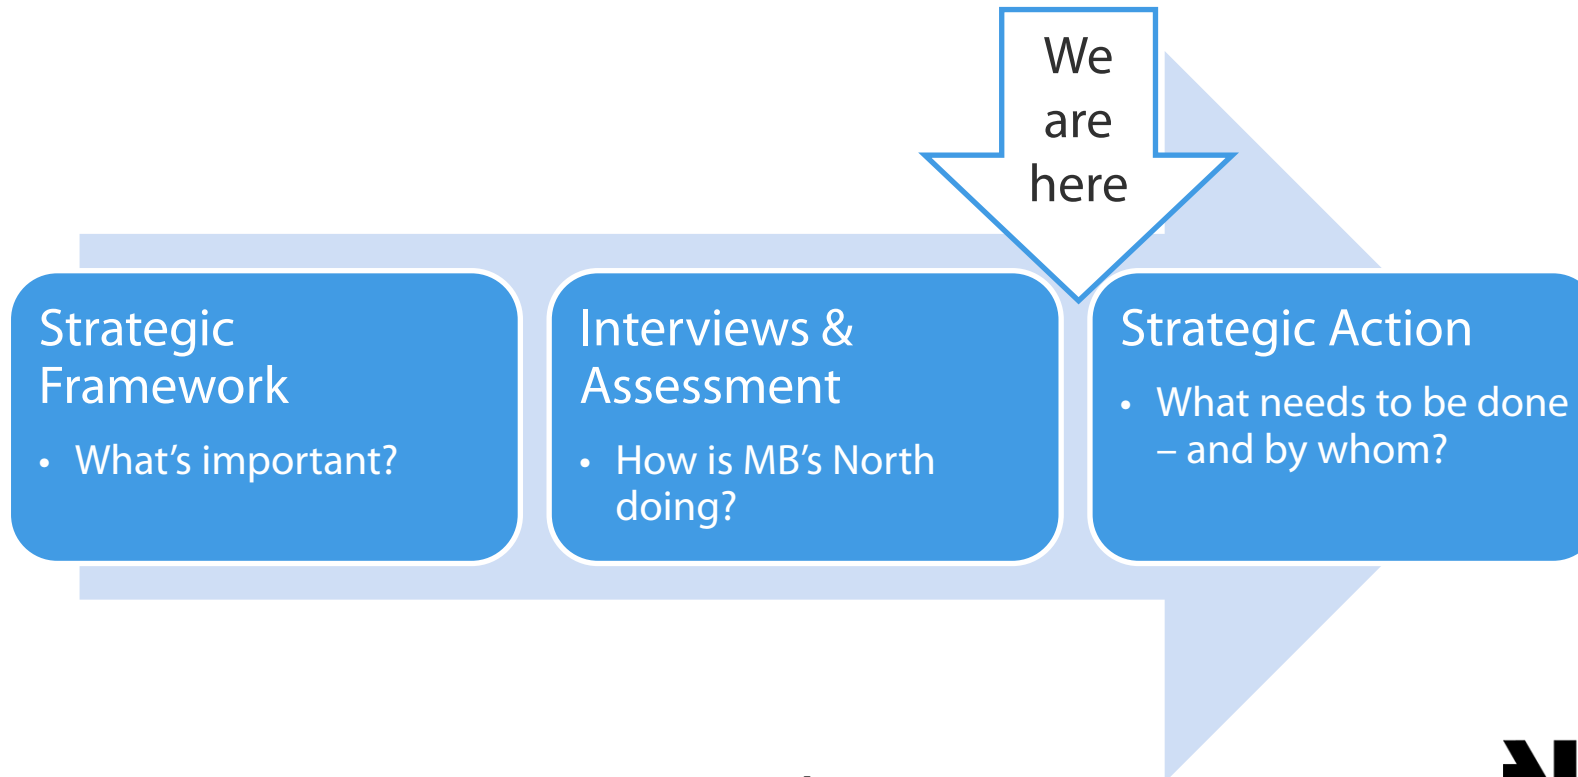 We
are
here
Strategic
Framework
• What’s important?
Interviews &
Assessment
• How is MB’s North
doing?
Strategic Action
• What needs to be done
– and by whom?